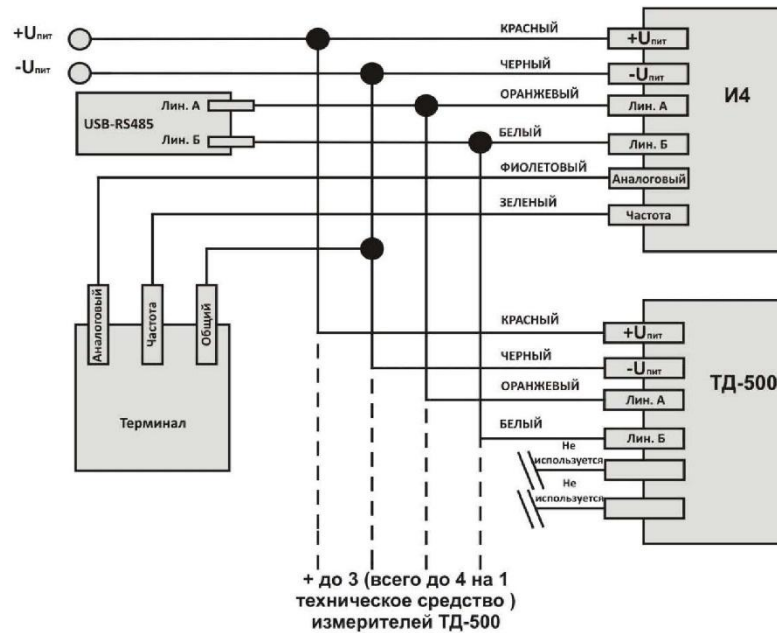 +Uпит
КРАСНЫЙ
+Uпит
-Uпит
ЧЕРНЫЙ
-Uпит
И4
USB-RS485
Лин. А
ОРАНЖЕВЫЙ
Лин. А
Лин. Б
БЕЛЫЙ
Лин. Б
ФИОЛЕТОВЫЙ
Аналоговый
ЗЕЛЕНЫЙ
Частота
Аналоговый
Частота
Общий
Терминал
КРАСНЫЙ
+Uпит
ЧЕРНЫЙ
-Uпит
ТД-500
ОРАНЖЕВЫЙ
Лин. А
БЕЛЫЙ
Лин. Б
Не
используется
Не
используется
+ до 3 (всего до 4 на 1
техническое средство )
измерителей ТД-500